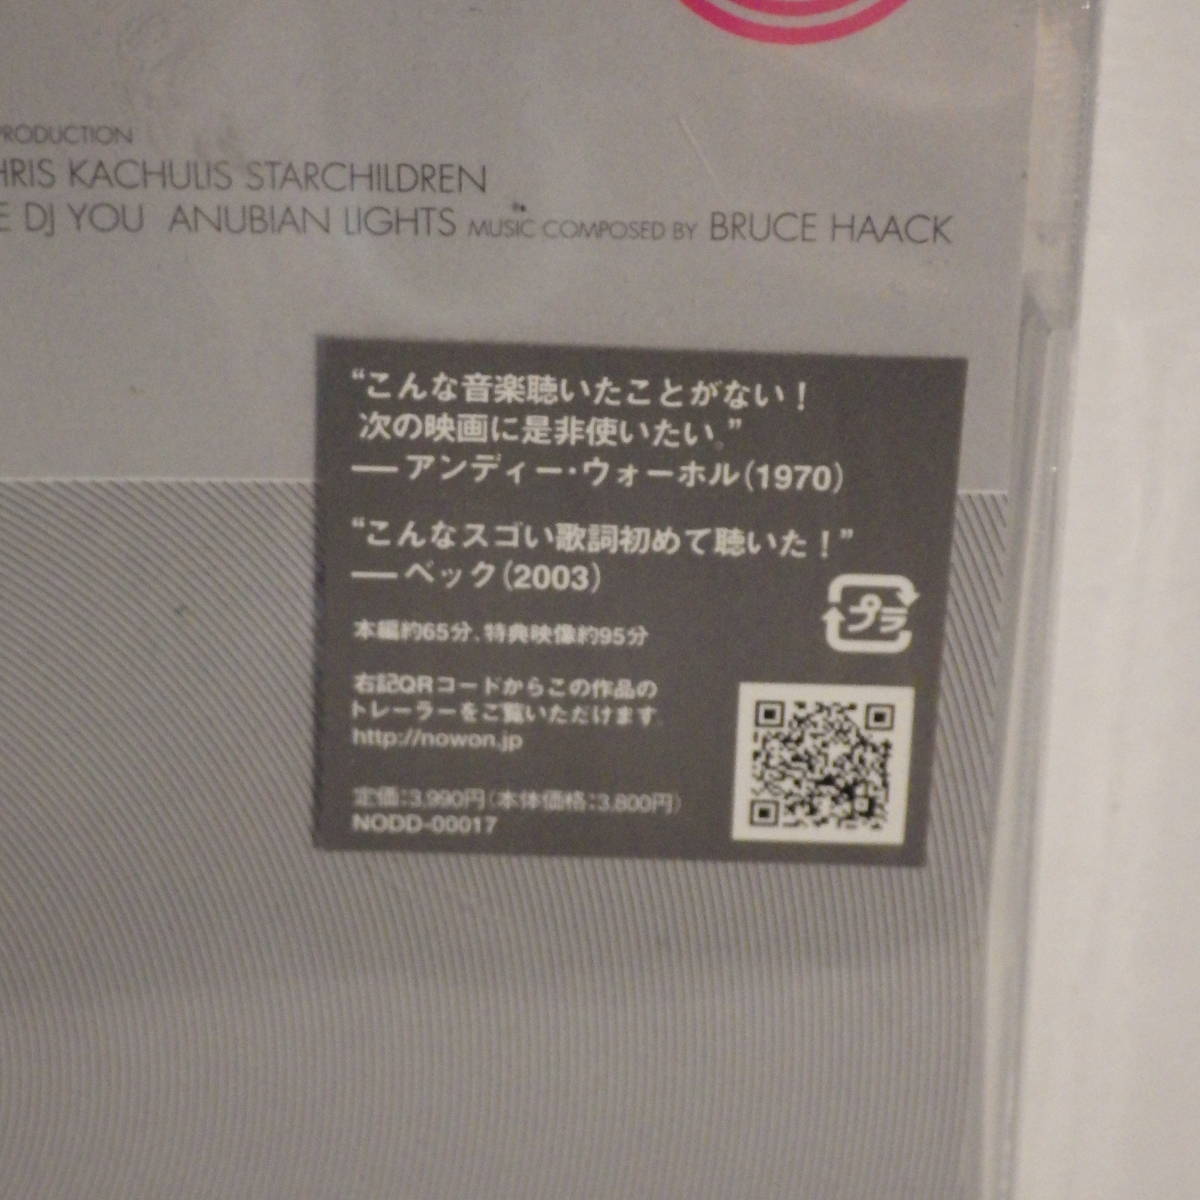 PRODUCTION
HRIS KACHULIS STARCHILDREN
E DJ YOU ANUBIAN LIGHTS MUSIC COMPOSED BY BRUCE HAACK
“こんな音楽聴いたことがない！
次の映画に是非使いたい。”
── アンディー・ウォーホル(1970)
“こんなスゴい歌詞初めて聴いた！”
── ベック(2003)
プラ
本編約65分、特典映像約95分
右記QRコードからこの作品の
トレーラーをご覧いただけます。
http://nowon.jp
定価：3,990円(本体価格：3,800円)
NODD-00017